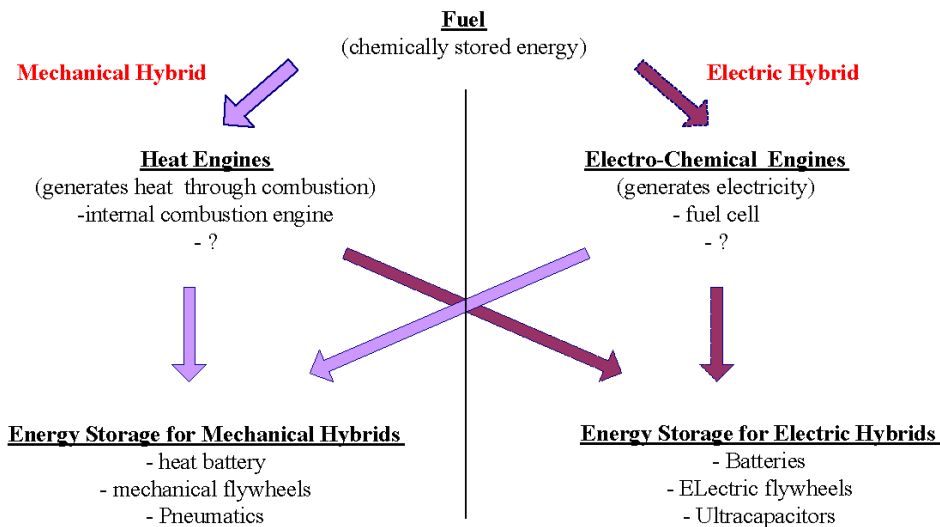 Fuel
(chemically stored energy)
Mechanical Hybrid
Electric Hybrid
Heat Engines
(generates heat through combustion)
-internal combustion engine
- ?
Electro-Chemical Engines
(generates electricity)
- fuel cell
- ?
Energy Storage for Mechanical Hybrids
- heat battery
- mechanical flywheels
- Pneumatics
Energy Storage for Electric Hybrids
- Batteries
- ELectric flywheels
- Ultracapacitors